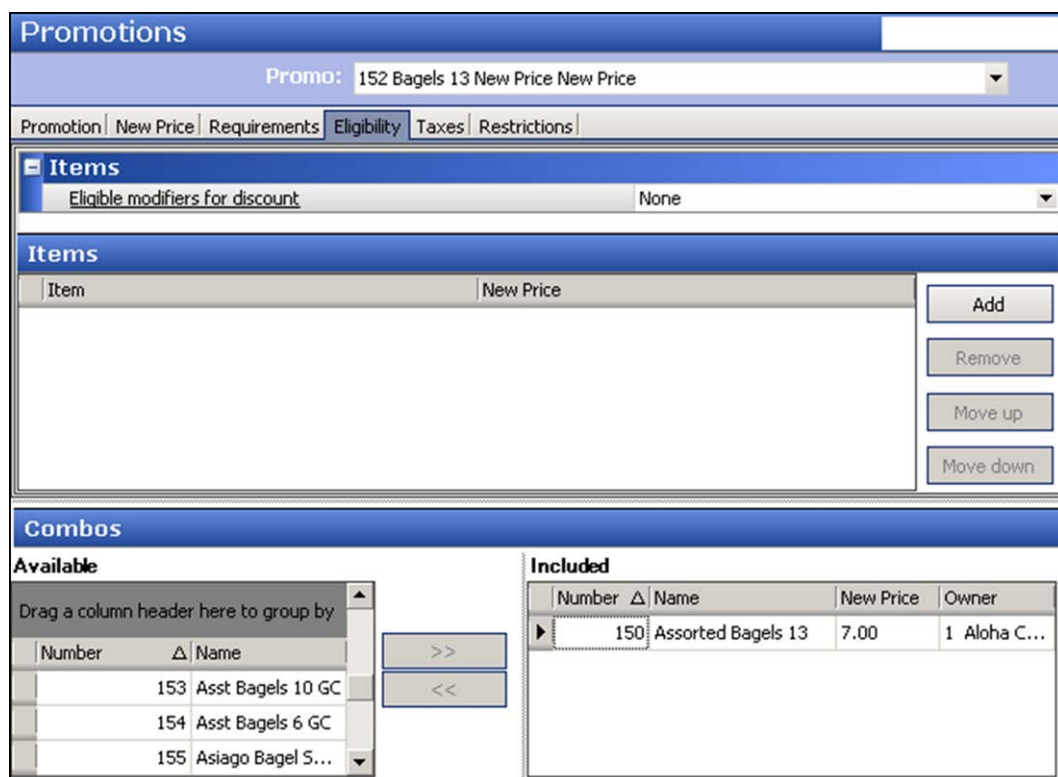 Promotions
Promo: 152 Bagels 13 New Price New Price
Promotion New Price Requirements Eligibility Taxes Restrictions
Items
Eligible modifiers for discount None
Items
Item New Price
Add
Remove
Move up
Move down
Combos
Available
Drag a column header here to group by
Number Name
153 Asst Bagels 10 GC
154 Asst Bagels 6 GC
155 Asiago Bagel S...
>>
<<
Included
Number Name New Price Owner
150 Assorted Bagels 13 7.00 1 Aloha C...